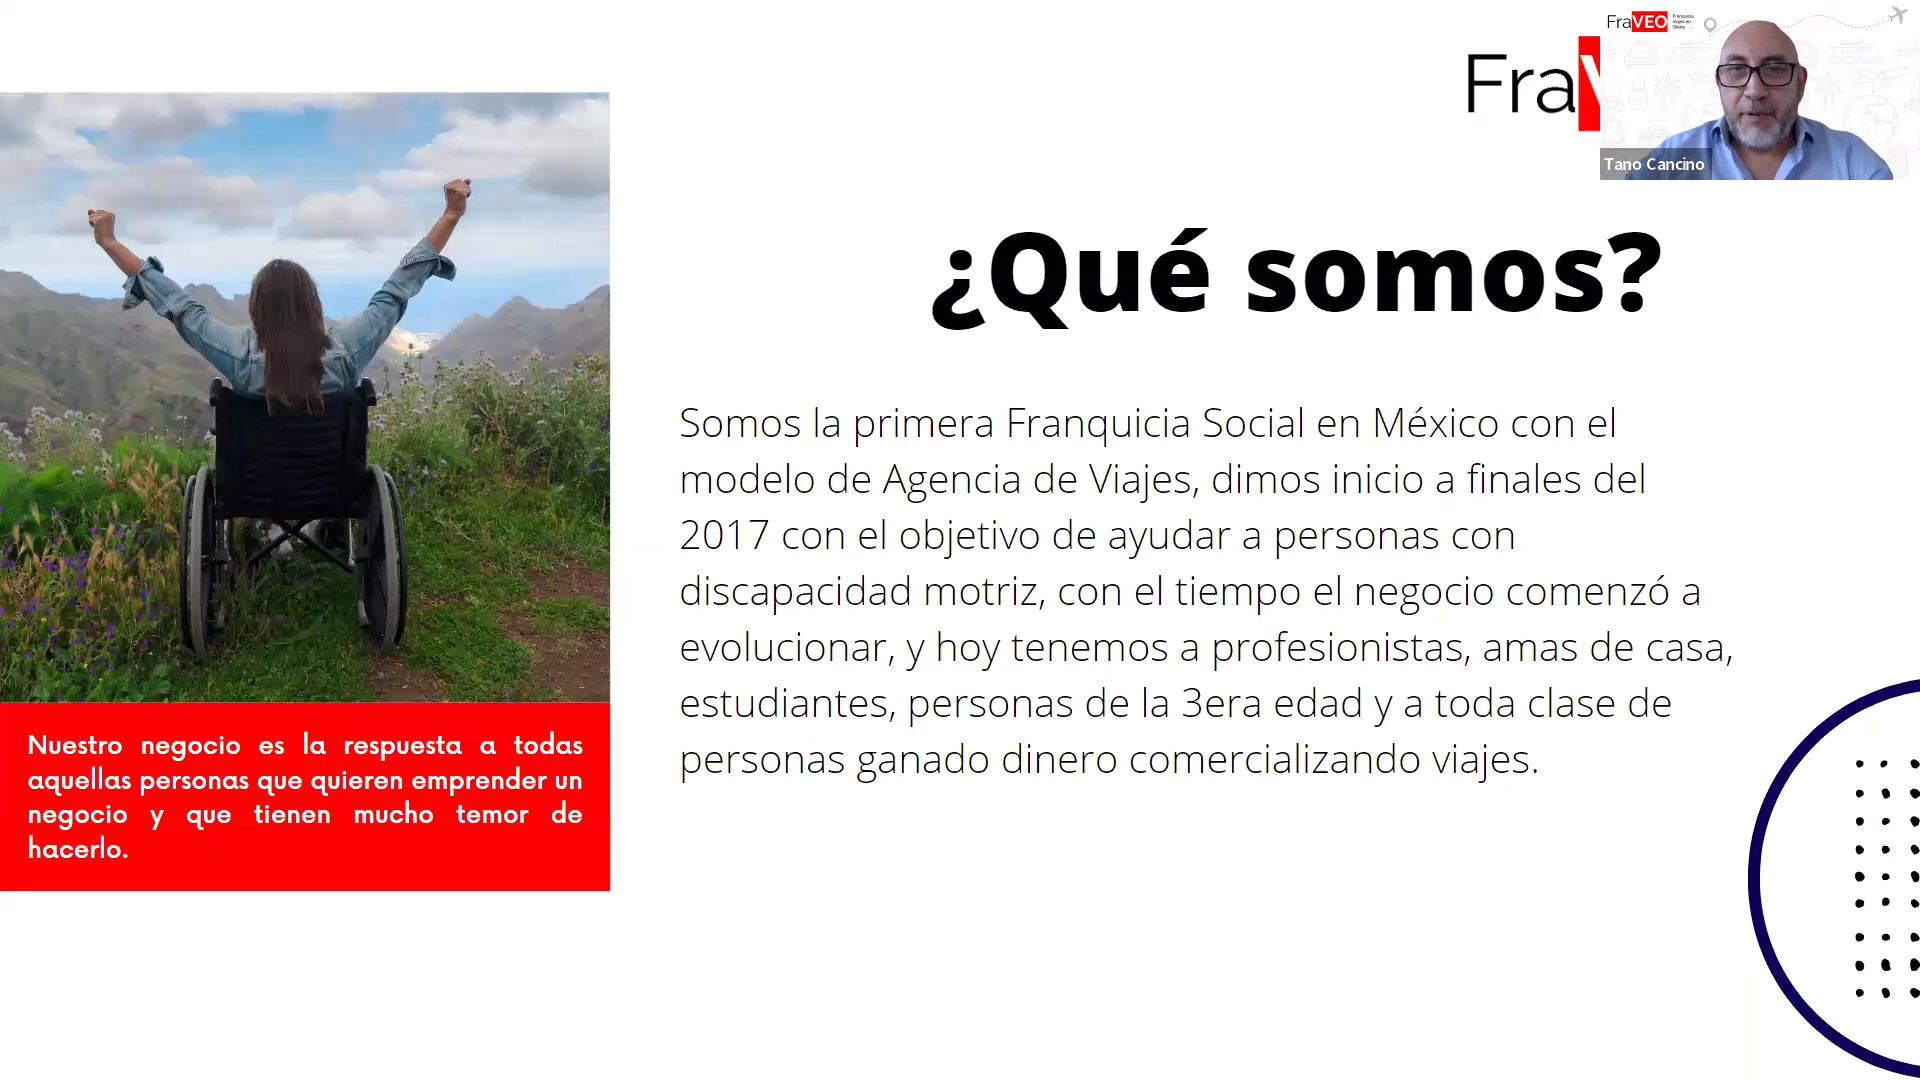 FraVEO
Franquicia
Viajes en
Oferta
Fra
Tano Cancino
¿Qué somos?
Somos la primera Franquicia Social en México con el
modelo de Agencia de Viajes, dimos inicio a finales del
2017 con el objetivo de ayudar a personas con
discapacidad motriz, con el tiempo el negocio comenzó a
evolucionar, y hoy tenemos a profesionistas, amas de casa,
estudiantes, personas de la 3era edad y a toda clase de
personas ganado dinero comercializando viajes.
Nuestro negocio es la respuesta a todas
aquellas personas que quieren emprender un
negocio y que tienen mucho temor de
hacerlo.